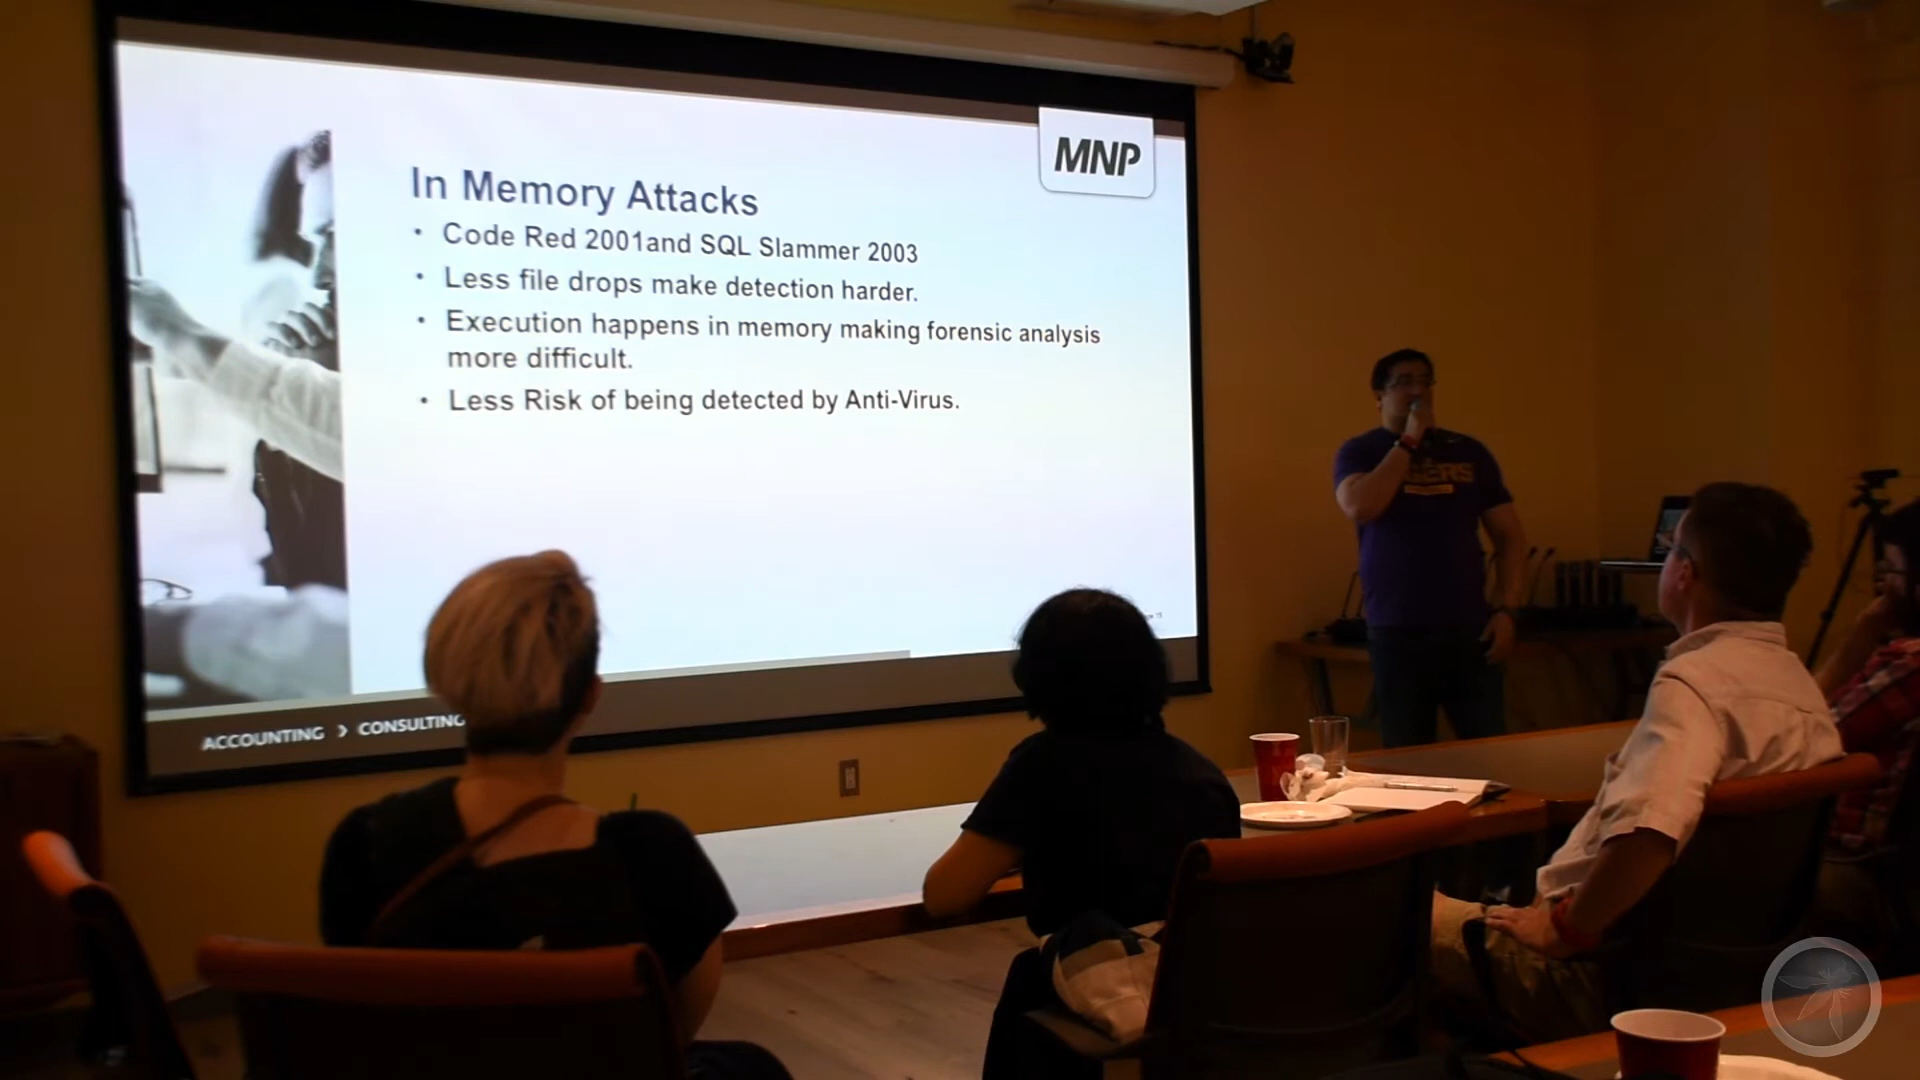 MNP
In Memory Attacks
• Code Red 2001and SQL Slammer 2003
• Less file drops make detection harder.
• Execution happens in memory making forensic analysis
more difficult.
• Less Risk of being detected by Anti-Virus.
ACCOUNTING > CONSULTING